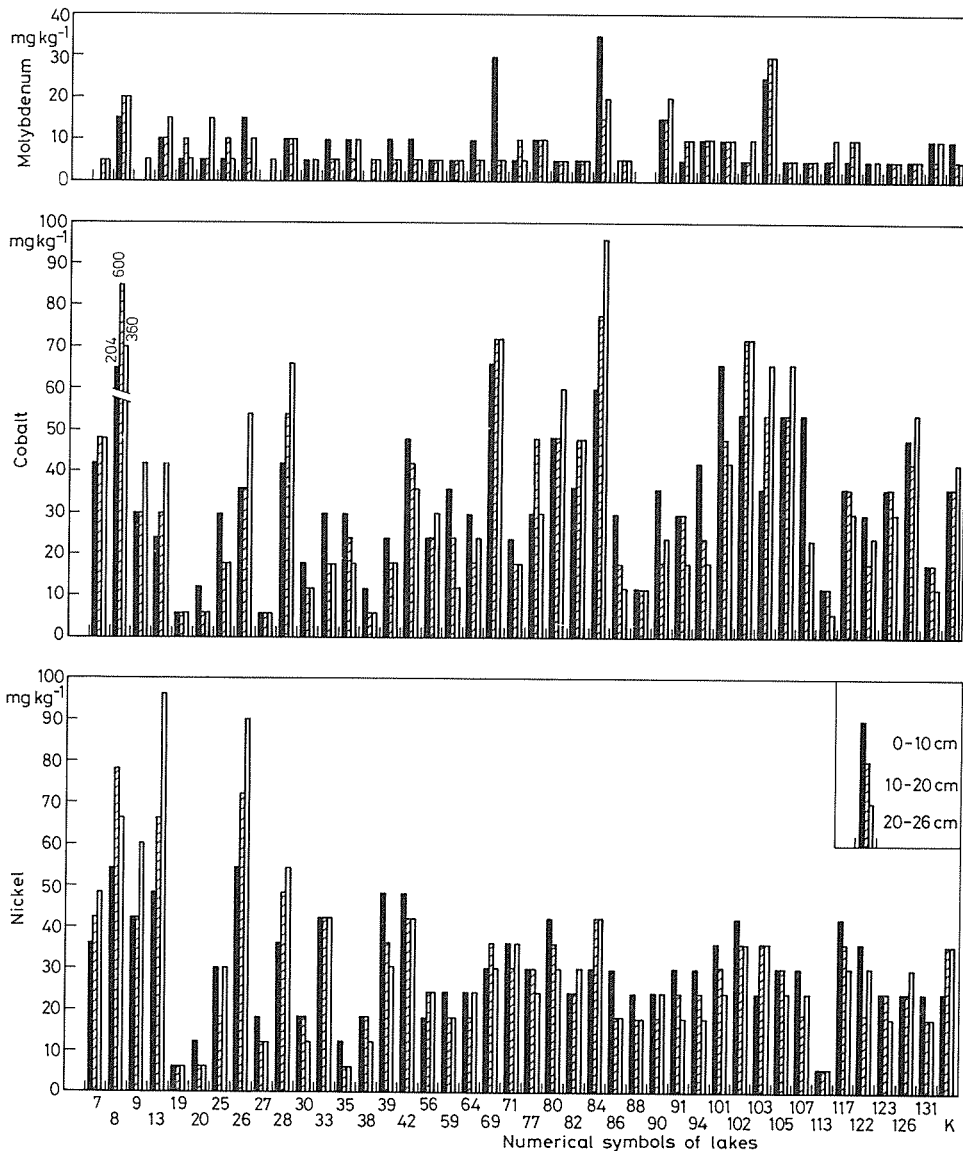 40
mg kg⁻¹
30
20
10
0
Molybdenum
100
mg kg⁻¹
90
80
70
60
50
40
30
20
10
0
Cobalt
204
600
360
100
mg kg⁻¹
90
80
70
60
50
40
30
20
10
0
Nickel
0-10 cm
10-20 cm
20-26 cm
7 9 19 25 27 30 35 39 56 64 71 80 84 88 91 101 103 107 117 123 131
8 13 20 26 28 33 38 42 59 69 77 82 86 90 94 102 105 113 122 126 K
Numerical symbols of lakes